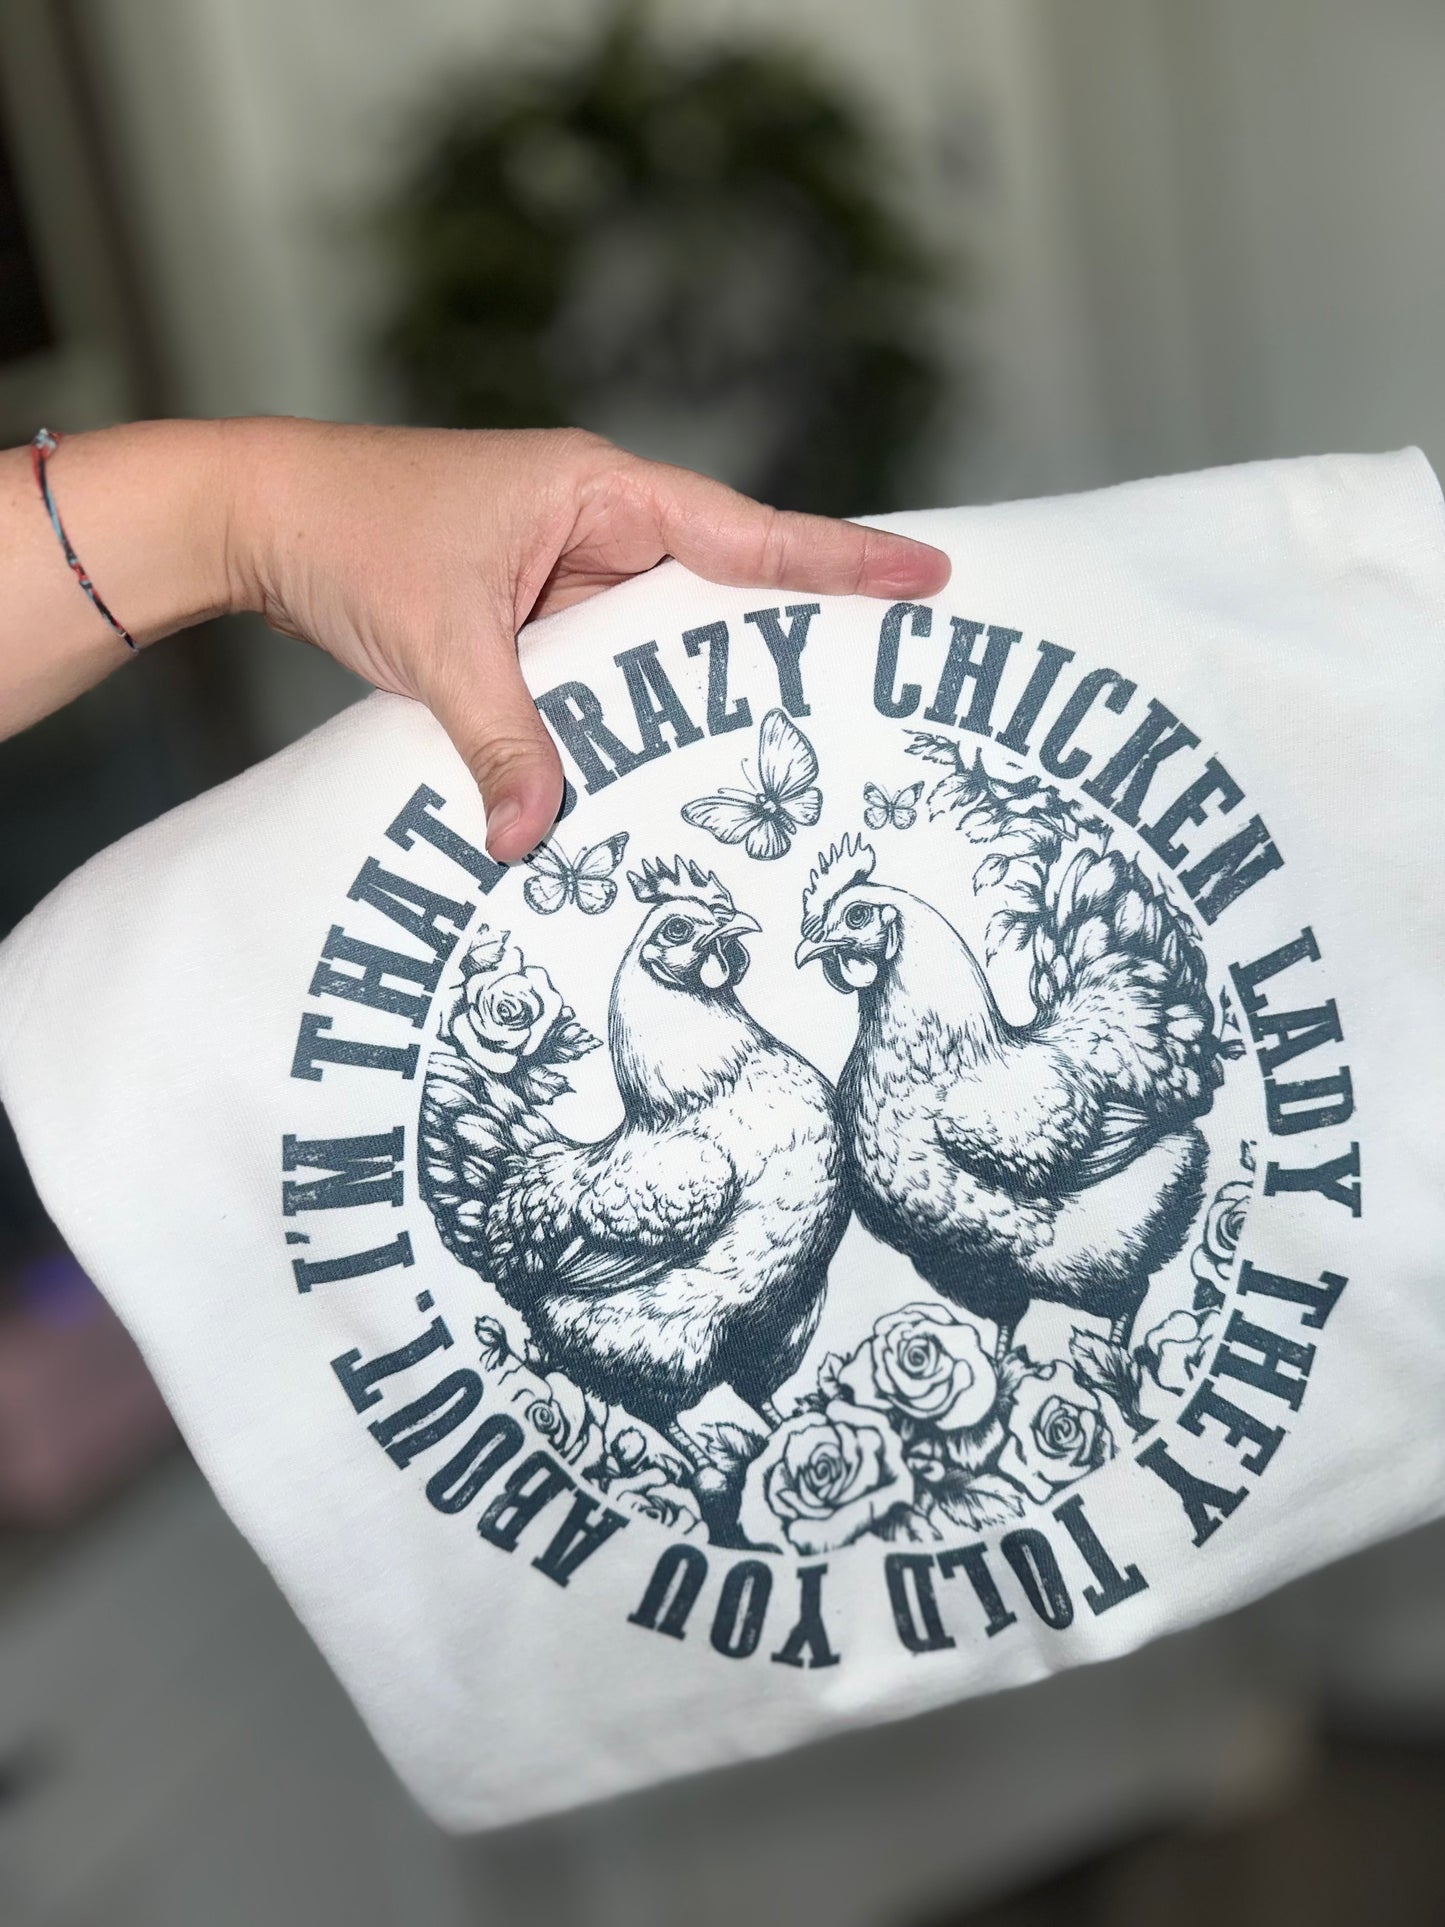 I'M THAT CRAZY CHICKEN LADY THEY TOLD YOU ABOUT.